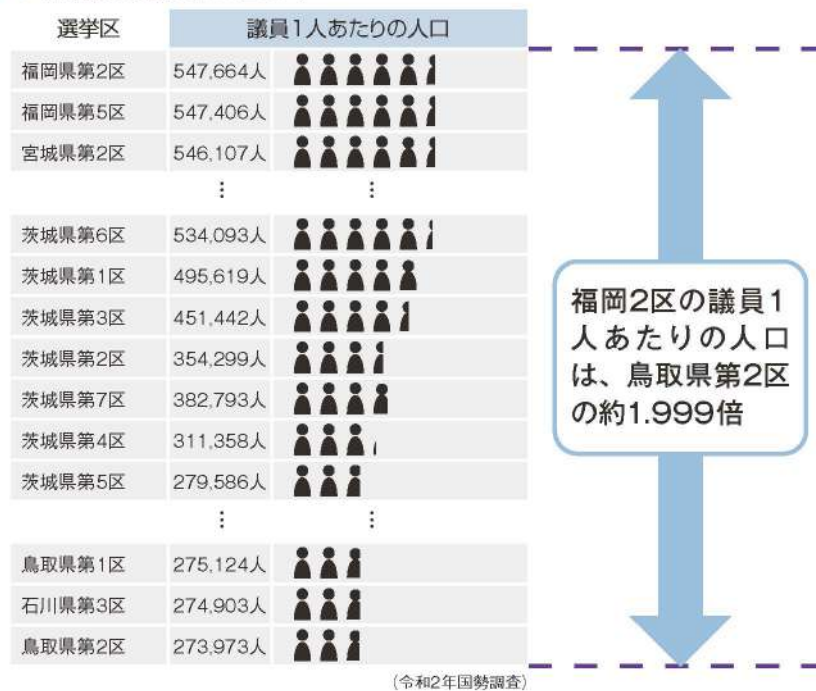 選挙区 議員1人あたりの人口
福岡県第2区 547,664人
福岡県第5区 547,406人
宮城県第2区 546,107人
⋮ ⋮
茨城県第6区 534,093人
茨城県第1区 495,619人
茨城県第3区 451,442人
茨城県第2区 354,299人
茨城県第7区 382,793人
茨城県第4区 311,358人
茨城県第5区 279,586人
⋮ ⋮
鳥取県第1区 275,124人
石川県第3区 274,903人
鳥取県第2区 273,973人
(令和2年国勢調査)
福岡2区の議員1
人あたりの人口
は、鳥取県第2区
の約1.999倍